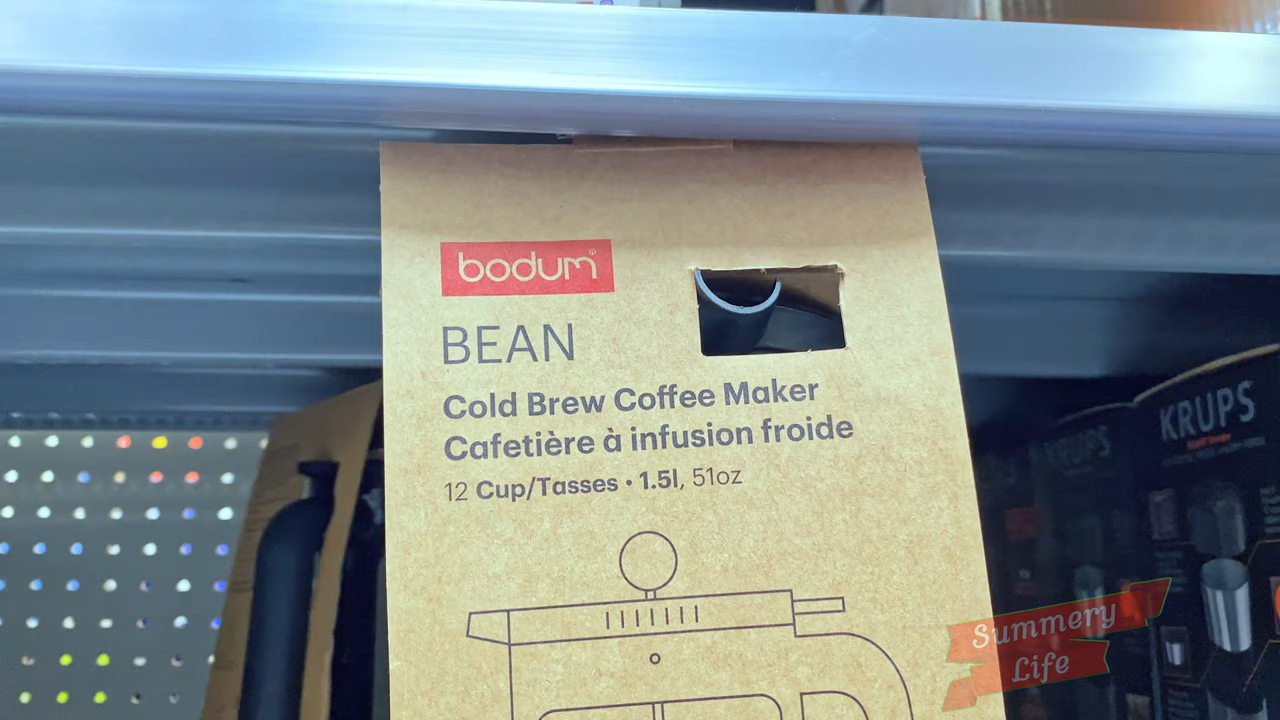 bodum®
BEAN
Cold Brew Coffee Maker
Cafetière à infusion froide
12 Cup/Tasses • 1.5l, 51oz
KRUPS
KRUPS
Summery
Life